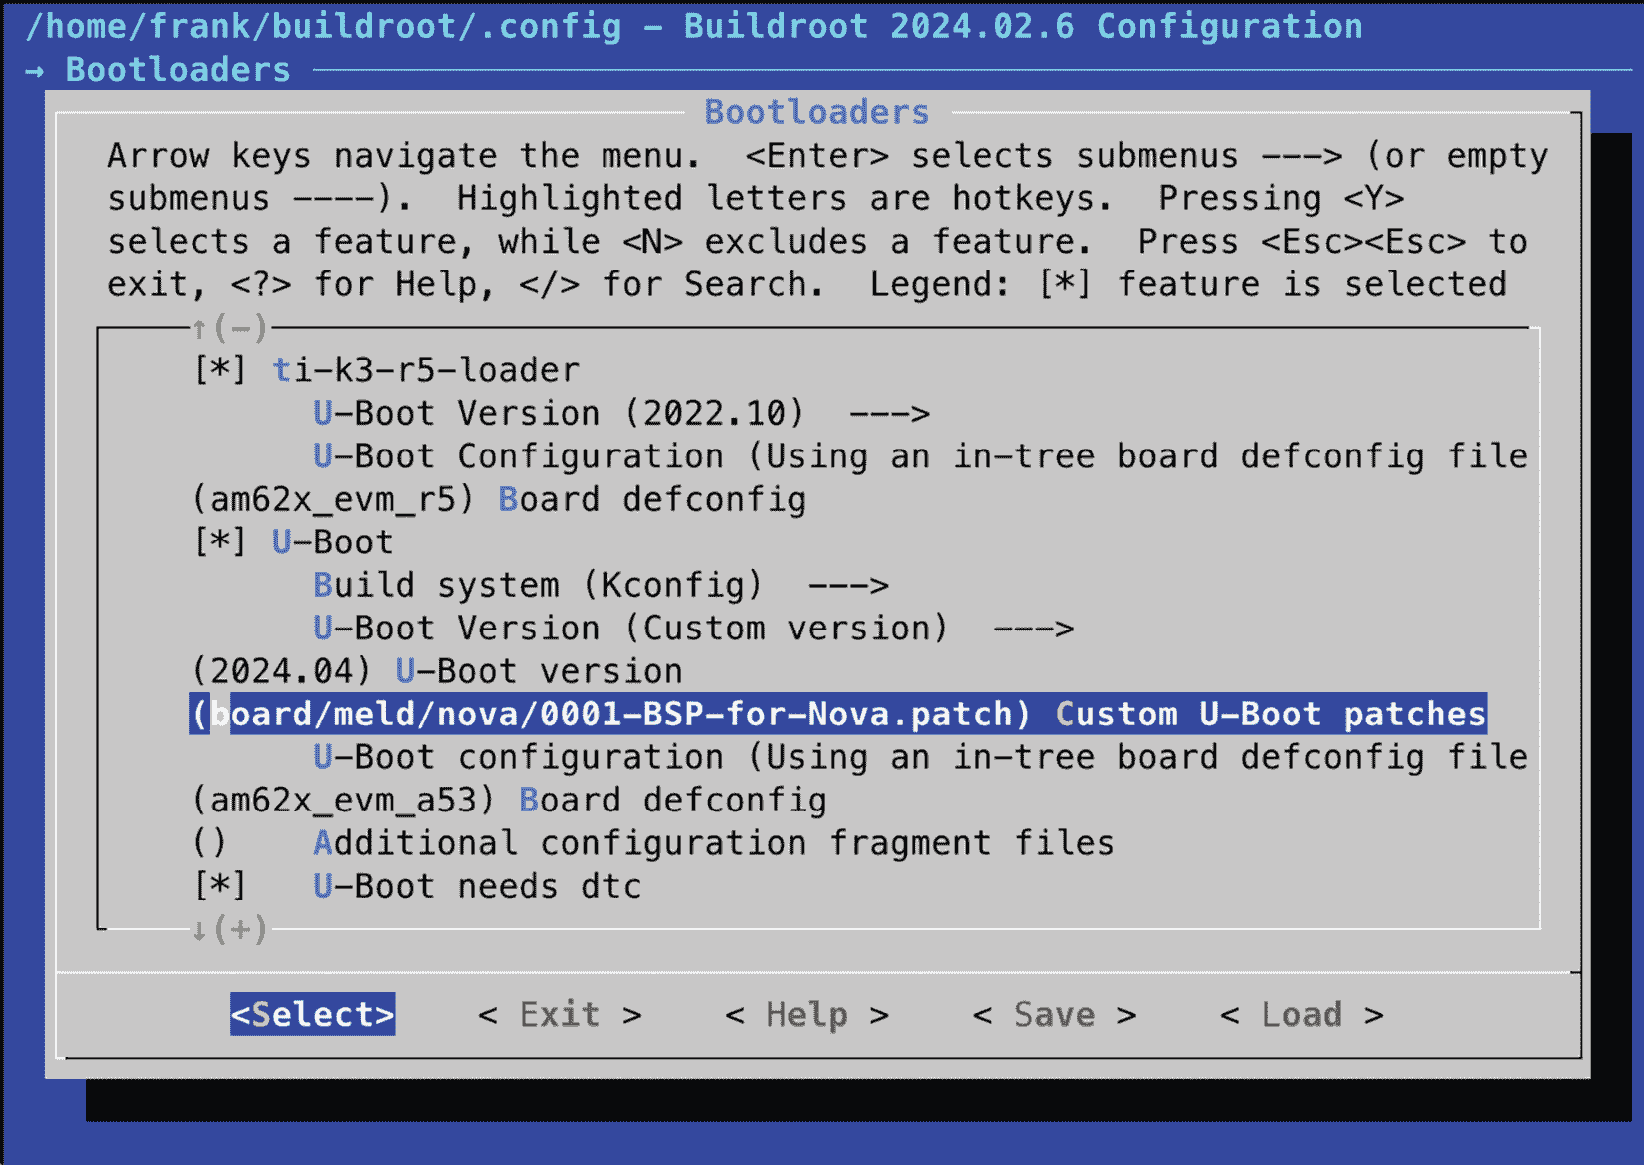 /home/frank/buildroot/.config – Buildroot 2024.02.6 Configuration
→ Bootloaders
Bootloaders
Arrow keys navigate the menu.  <Enter> selects submenus ---> (or empty
submenus ----).  Highlighted letters are hotkeys.  Pressing <Y>
selects a feature, while <N> excludes a feature.  Press <Esc><Esc> to
exit, <?> for Help, </> for Search.  Legend: [*] feature is selected
↑(-)
[*] ti-k3-r5-loader
U-Boot Version (2022.10)  --->
U-Boot Configuration (Using an in-tree board defconfig file
(am62x_evm_r5) Board defconfig
[*] U-Boot
Build system (Kconfig)  --->
U-Boot Version (Custom version)  --->
(2024.04) U-Boot version
(board/meld/nova/0001-BSP-for-Nova.patch) Custom U-Boot patches
U-Boot configuration (Using an in-tree board defconfig file
(am62x_evm_a53) Board defconfig
()    Additional configuration fragment files
[*]   U-Boot needs dtc
↓(+)
<Select>    < Exit >    < Help >    < Save >    < Load >